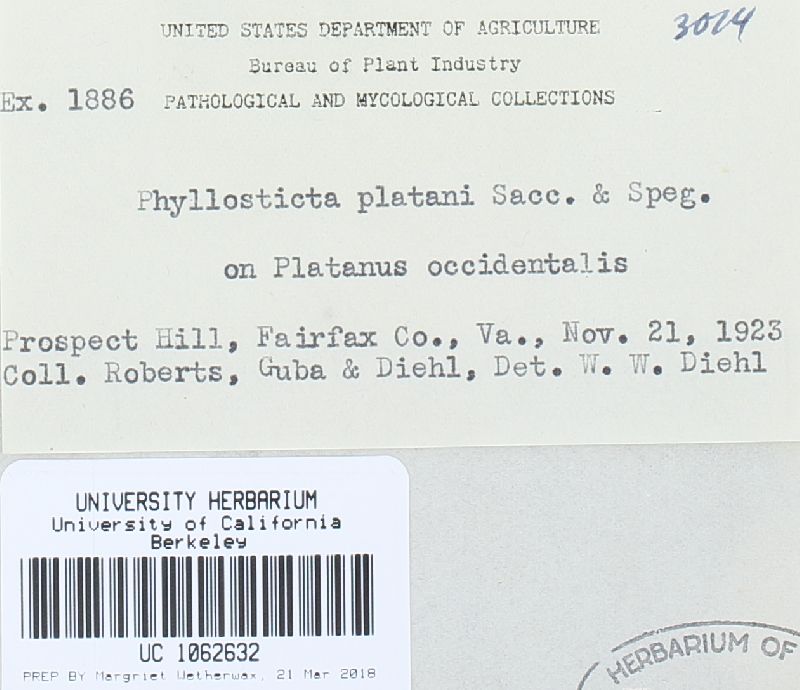 UNITED STATES DEPARTMENT OF AGRICULTURE 3024
Bureau of Plant Industry
Ex. 1886 PATHOLOGICAL AND MYCOLOGICAL COLLECTIONS
Phyllosticta platani Sacc. & Speg.
on Platanus occidentalis
Prospect Hill, Fairfax Co., Va., Nov. 21, 1923
Coll. Roberts, Guba & Diehl, Det. W. W. Diehl
UNIVERSITY HERBARIUM
University of California
Berkeley
UC 1062632
PREP BY Margriet Wetherwax, 21 Mar 2018
HERBARIUM OF